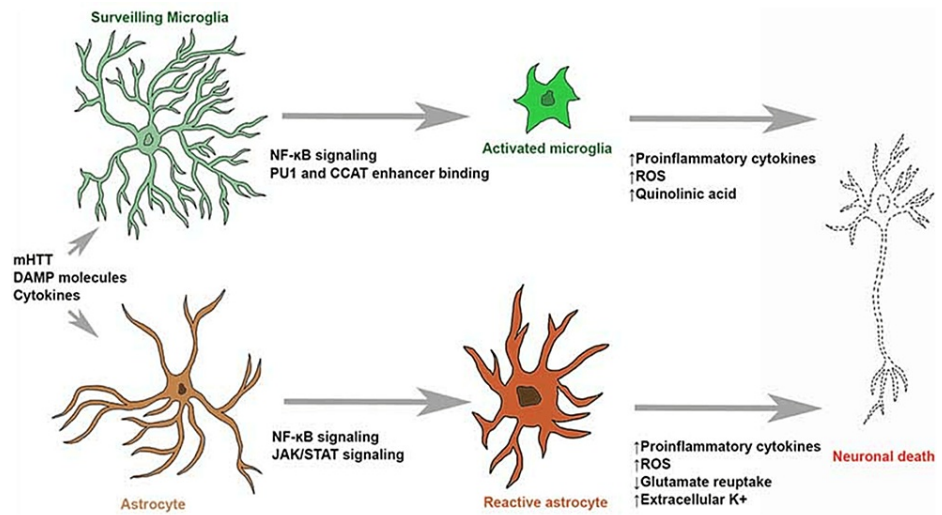 Surveilling Microglia
Activated microglia
NF-κB signaling
PU1 and CCAT enhancer binding
↑Proinflammatory cytokines
↑ROS
↑Quinolinic acid
mHTT
DAMP molecules
Cytokines
NF-κB signaling
JAK/STAT signaling
↑Proinflammatory cytokines
↑ROS
↓Glutamate reuptake
↑Extracellular K+
Neuronal death
Astrocyte
Reactive astrocyte